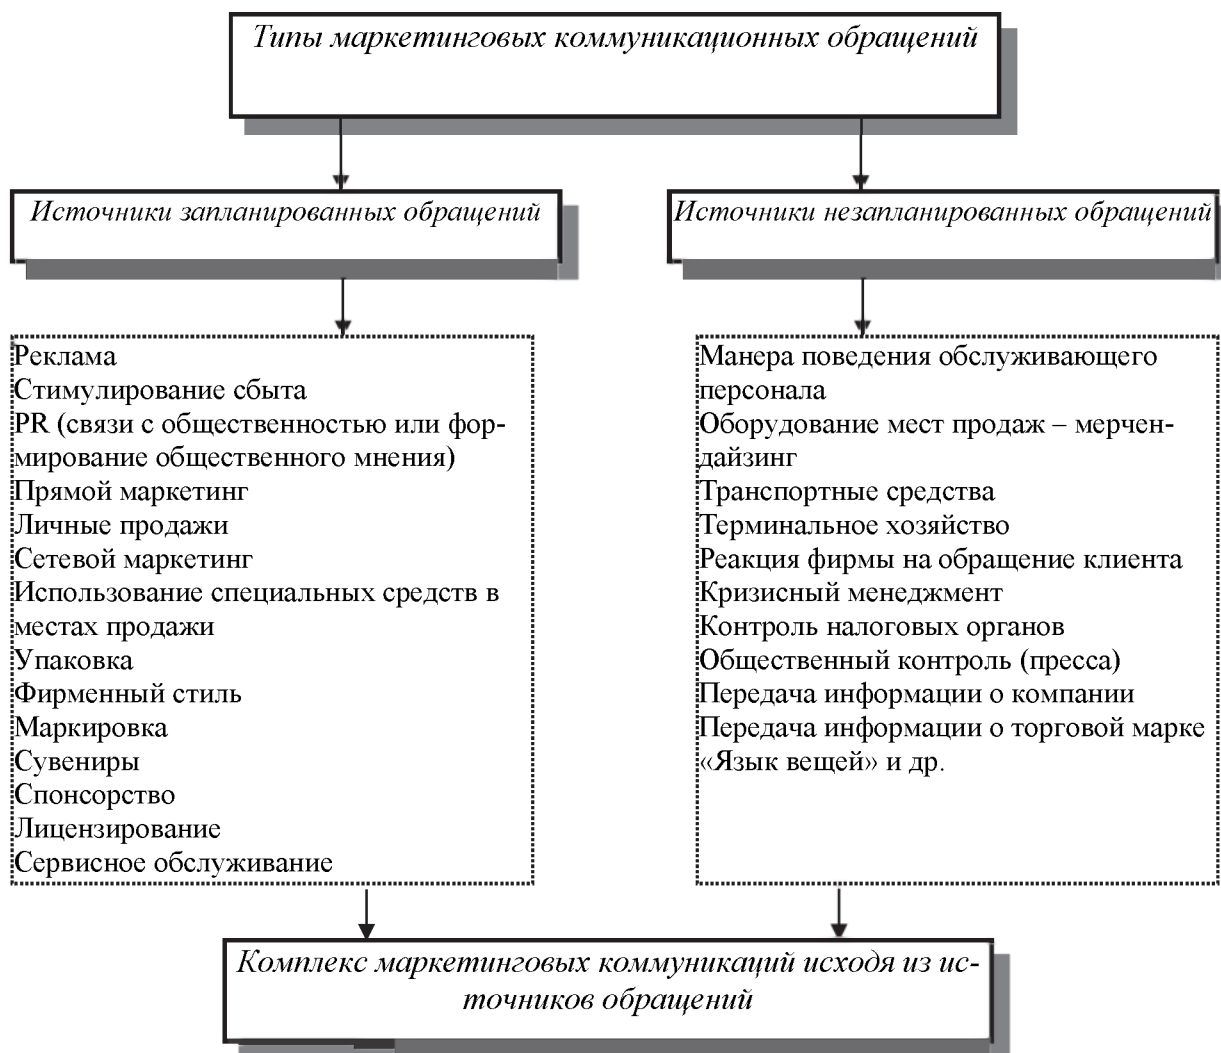 Типы маркетинговых коммуникационных обращений
Источники запланированных обращений
Источники незапланированных обращений
Реклама
Стимулирование сбыта
PR (связи с общественностью или фор-
мирование общественного мнения)
Прямой маркетинг
Личные продажи
Сетевой маркетинг
Использование специальных средств в
местах продажи
Упаковка
Фирменный стиль
Маркировка
Сувениры
Спонсорство
Лицензирование
Сервисное обслуживание
Манера поведения обслуживающего
персонала
Оборудование мест продаж – мерчен-
дайзинг
Транспортные средства
Терминальное хозяйство
Реакция фирмы на обращение клиента
Кризисный менеджмент
Контроль налоговых органов
Общественный контроль (пресса)
Передача информации о компании
Передача информации о торговой марке
«Язык вещей» и др.
Комплекс маркетинговых коммуникаций исходя из ис-
точников обращений